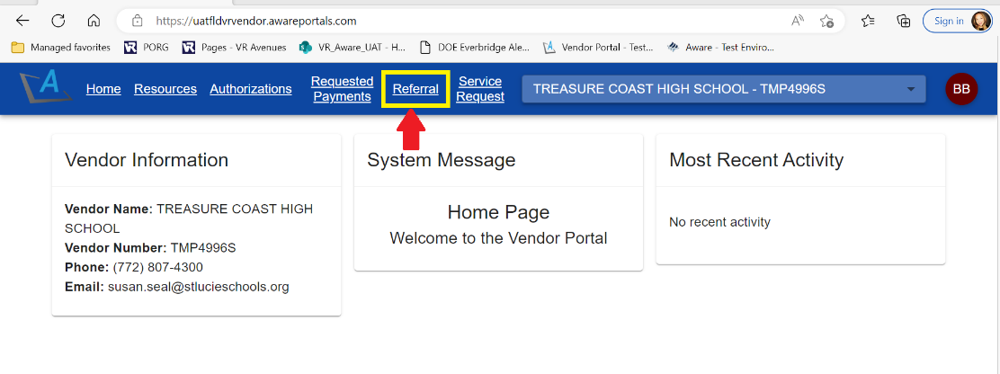 https://uatfldvrvendor.awareportals.com
A))
Sign in
Managed favorites
VR PORG
VR Pages - VR Avenues
S VR_Aware_UAT - H...
DOE Everbridge Ale...
Vendor Portal - Test...
Aware - Test Enviro...
A
Home
Resources
Authorizations
Requested
Payments
Referral
Service
Request
TREASURE COAST HIGH SCHOOL - TMP4996S
BB
Vendor Information
Vendor Name: TREASURE COAST HIGH
SCHOOL
Vendor Number: TMP4996S
Phone: (772) 807-4300
Email: susan.seal@stlucieschools.org
System Message
Home Page
Welcome to the Vendor Portal
Most Recent Activity
No recent activity